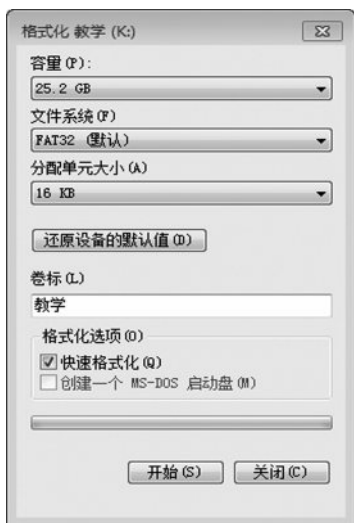 格式化 教学 (K:)
容量(P):
25.2 GB
文件系统(F)
FAT32 (默认)
分配单元大小(A)
16 KB
还原设备的默认值(D)
卷标(L)
教学
格式化选项(O)
快速格式化(Q)
创建一个 MS-DOS 启动盘(M)
开始(S) 关闭(C)